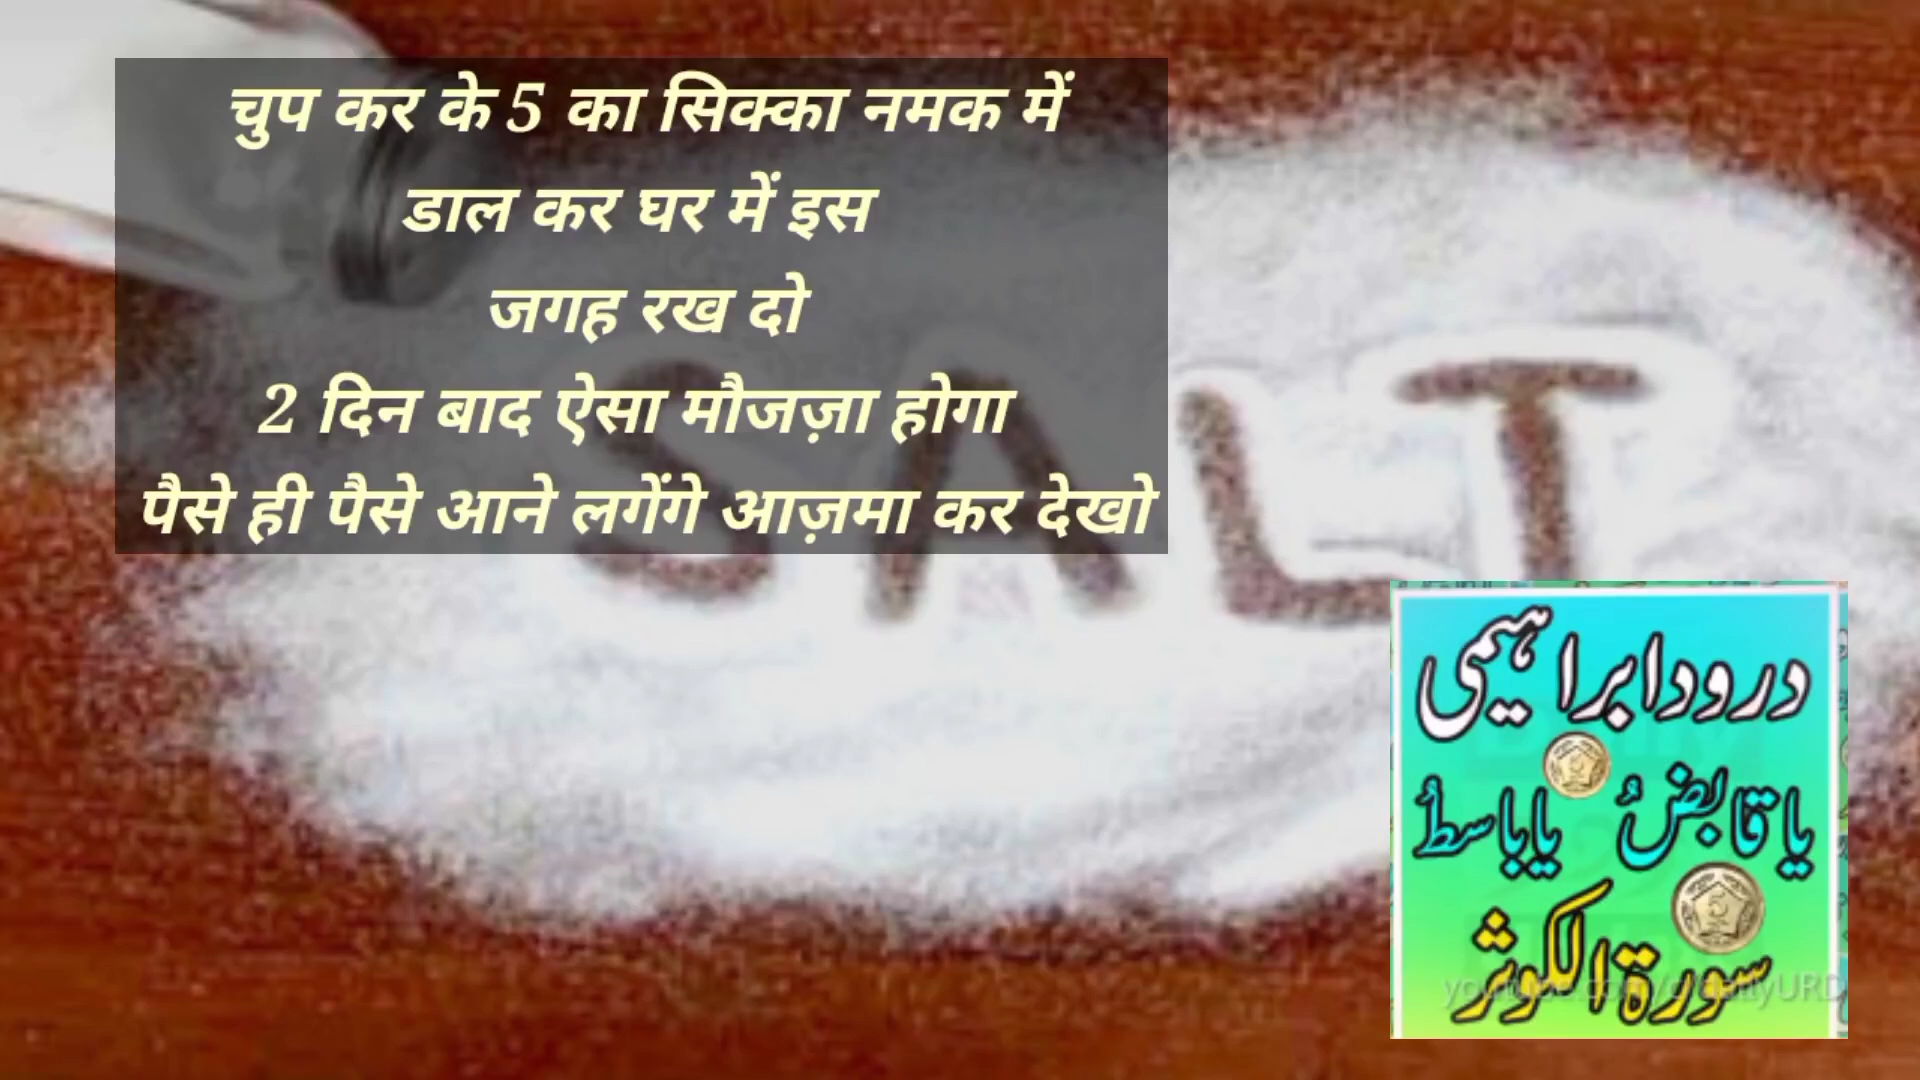 चुप कर के 5 का सिक्का नमक में
डाल कर घर में इस
जगह रख दो
2 दिन बाद ऐसा मौजज़ा होगा
पैसे ही पैसे आने लगेंगे आज़मा कर देखो
SALT
درود ابراہیمی
یا قابضُ یا باسطُ
سورۃ الکوثر